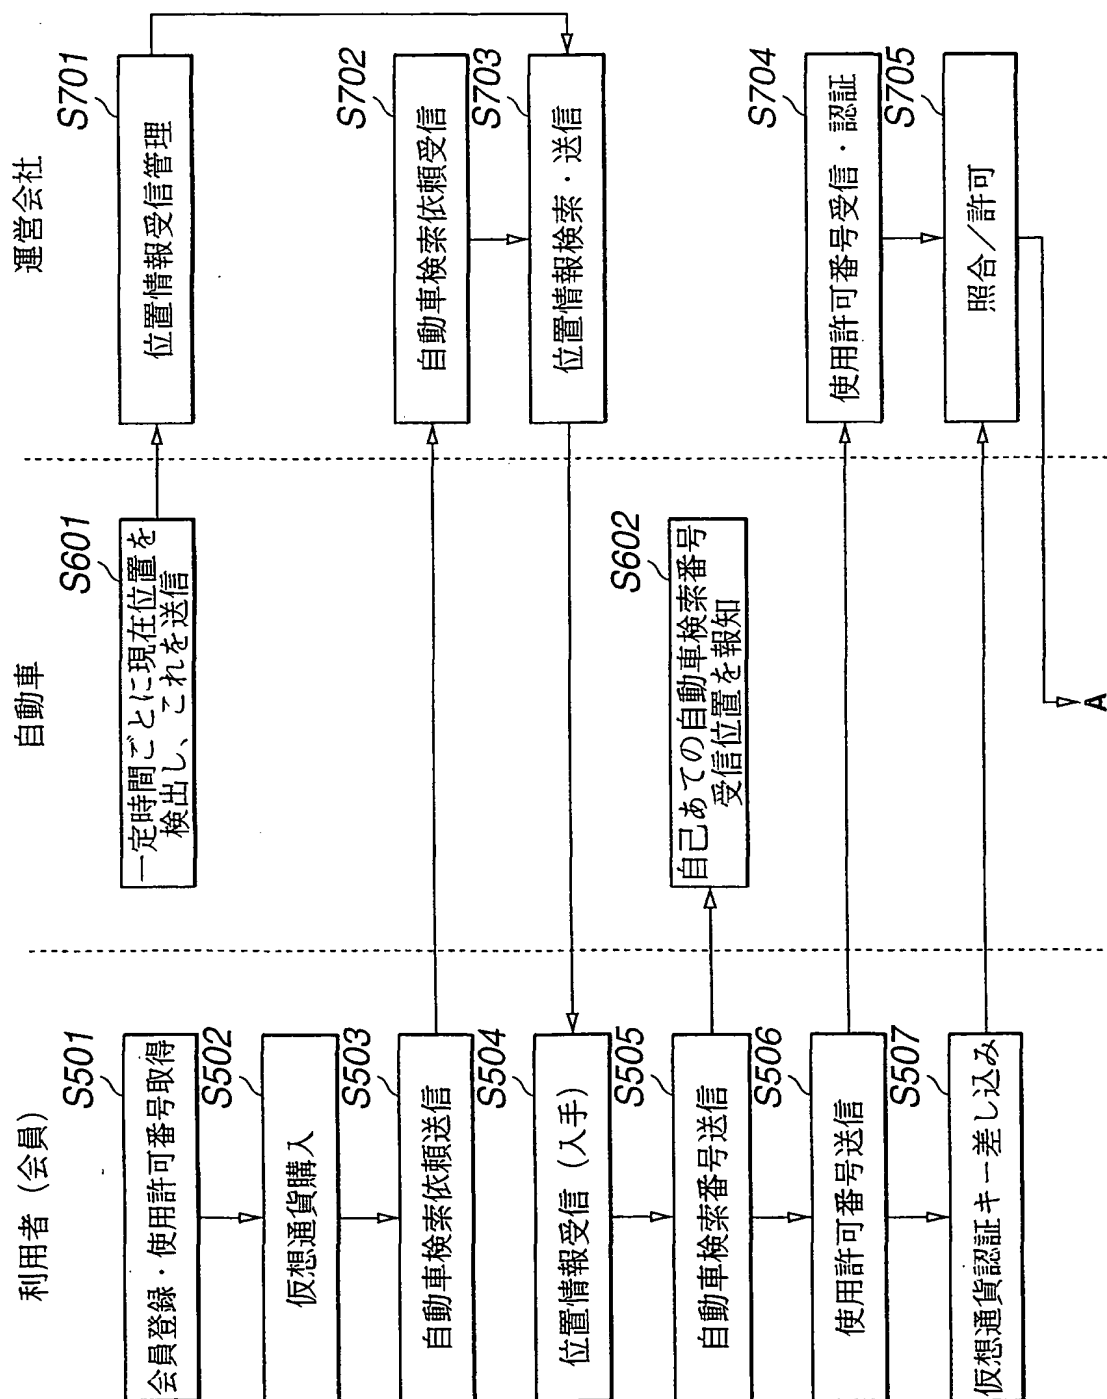 利用者（会員）
自動車
運営会社
S501
会員登録・使用許可番号取得
S502
仮想通貨購入
S503
自動車検索依頼送信
S504
位置情報受信（入手）
S505
自動車検索番号送信
S506
使用許可番号送信
S507
仮想通貨認証キー差し込み
S601
一定時間ごとに現在位置を
検出し、これを送信
S602
自己あての自動車検索番号
受信位置を報知
S701
位置情報受信管理
S702
自動車検索依頼受信
S703
位置情報検索・送信
S704
使用許可番号受信・認証
S705
照合／許可
A